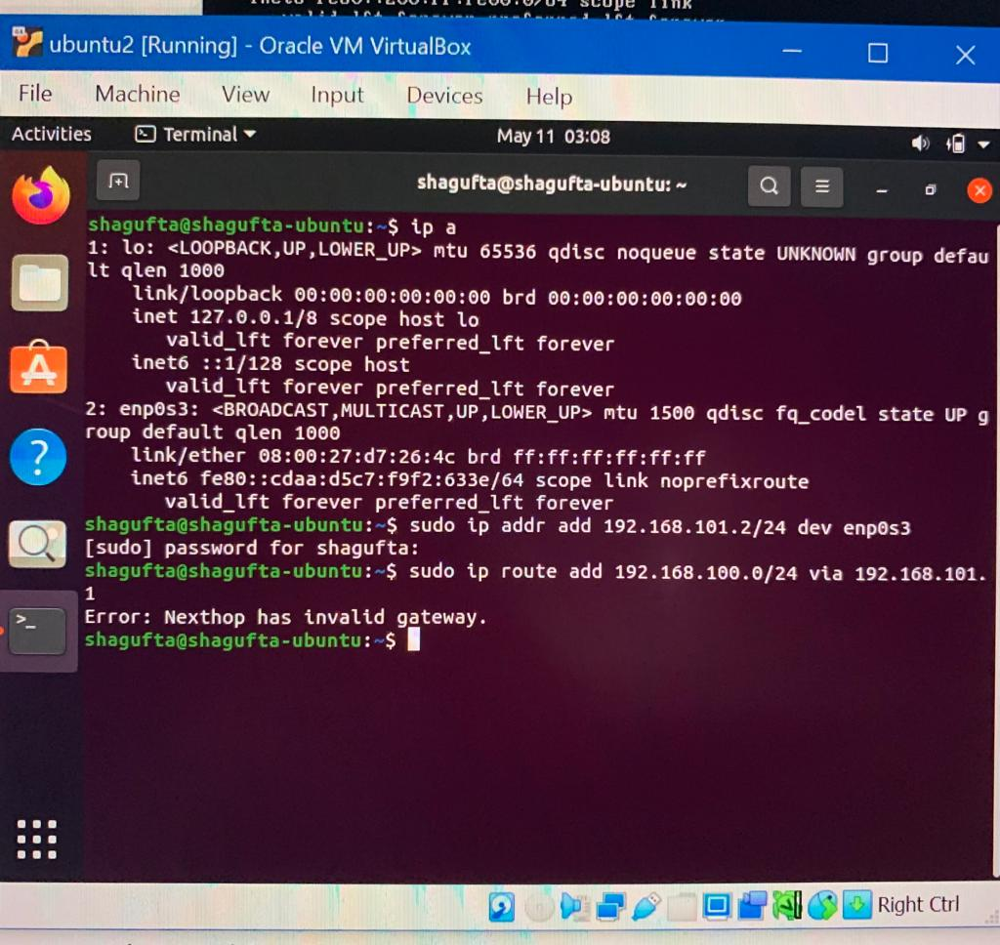 scope link
ubuntu2 [Running] - Oracle VM VirtualBox
File Machine View Input Devices Help
Activities Terminal May 11 03:08
shagufta@shagufta-ubuntu: ~
shagufta@shagufta-ubuntu:~$ ip a
1: lo: <LOOPBACK,UP,LOWER_UP> mtu 65536 qdisc noqueue state UNKNOWN group defau
lt qlen 1000
link/loopback 00:00:00:00:00:00 brd 00:00:00:00:00:00
inet 127.0.0.1/8 scope host lo
valid_lft forever preferred_lft forever
inet6 ::1/128 scope host
valid_lft forever preferred_lft forever
2: enp0s3: <BROADCAST,MULTICAST,UP,LOWER_UP> mtu 1500 qdisc fq_codel state UP g
roup default qlen 1000
link/ether 08:00:27:d7:26:4c brd ff:ff:ff:ff:ff:ff
inet6 fe80::cdaa:d5c7:f9f2:633e/64 scope link noprefixroute
valid_lft forever preferred_lft forever
shagufta@shagufta-ubuntu:~$ sudo ip addr add 192.168.101.2/24 dev enp0s3
[sudo] password for shagufta:
shagufta@shagufta-ubuntu:~$ sudo ip route add 192.168.100.0/24 via 192.168.101.
1
Error: Nexthop has invalid gateway.
shagufta@shagufta-ubuntu:~$
Right Ctrl